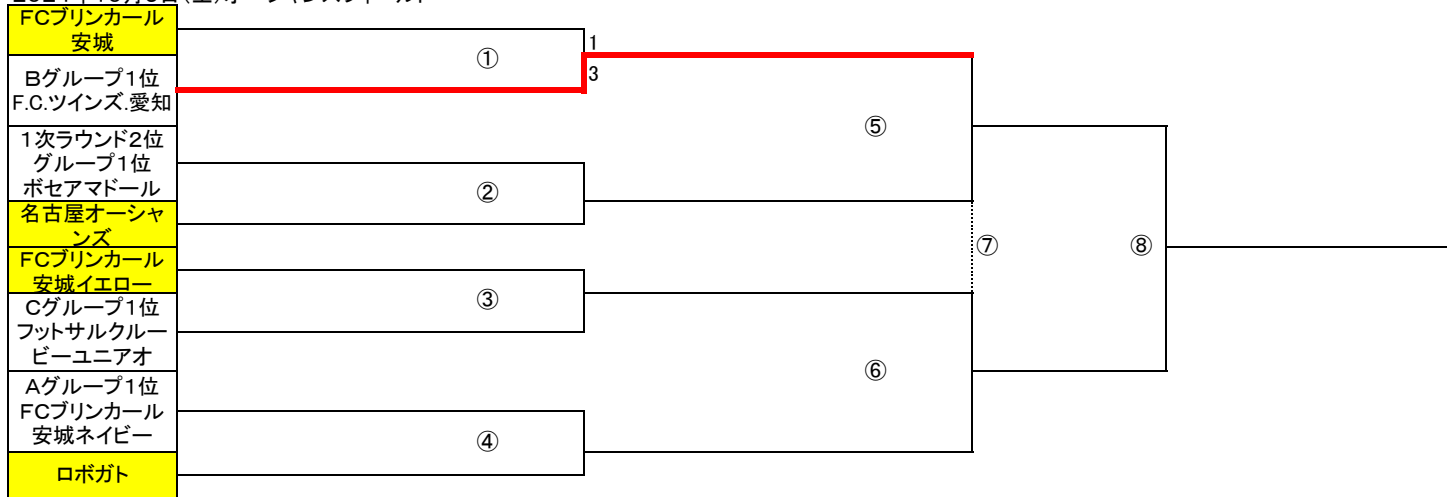 FCブリンカール
安城
1
①
3
Bグループ1位
F.C.ツインズ.愛知
⑤
1次ラウンド2位
グループ1位
ボセアマドール
②
名古屋オーシャ
ンズ
⑦
⑧
FCブリンカール
安城イエロー
③
Cグループ1位
フットサルクルー
ビーユニアオ
⑥
Aグループ1位
FCブリンカール
安城ネイビー
④
ロボガト